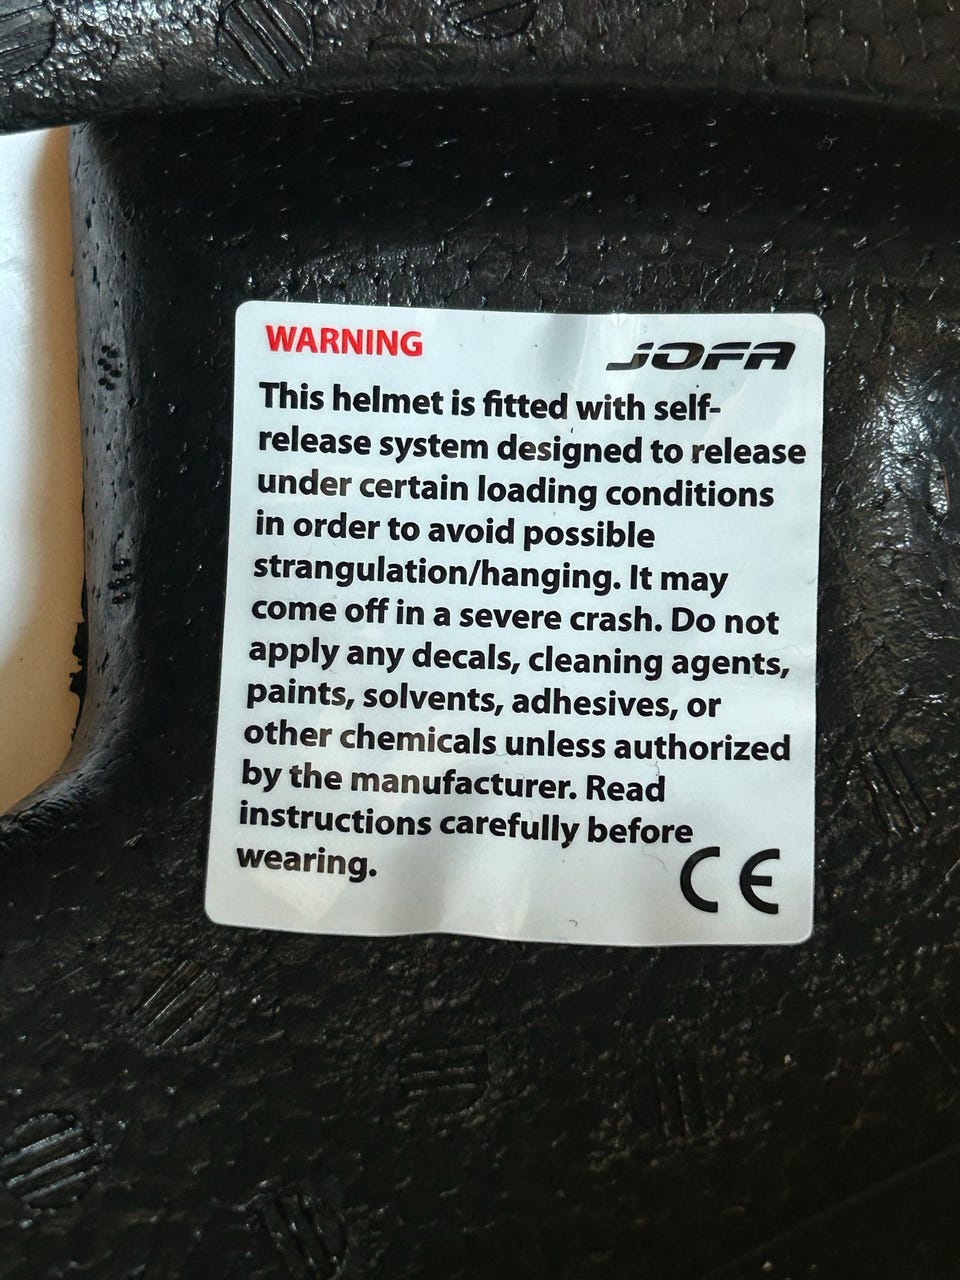 WARNING
JOFA
This helmet is fitted with self-
release system designed to release
under certain loading conditions
in order to avoid possible
strangulation/hanging. It may
come off in a severe crash. Do not
apply any decals, cleaning agents,
paints, solvents, adhesives, or
other chemicals unless authorized
by the manufacturer. Read
instructions carefully before
wearing.
CE